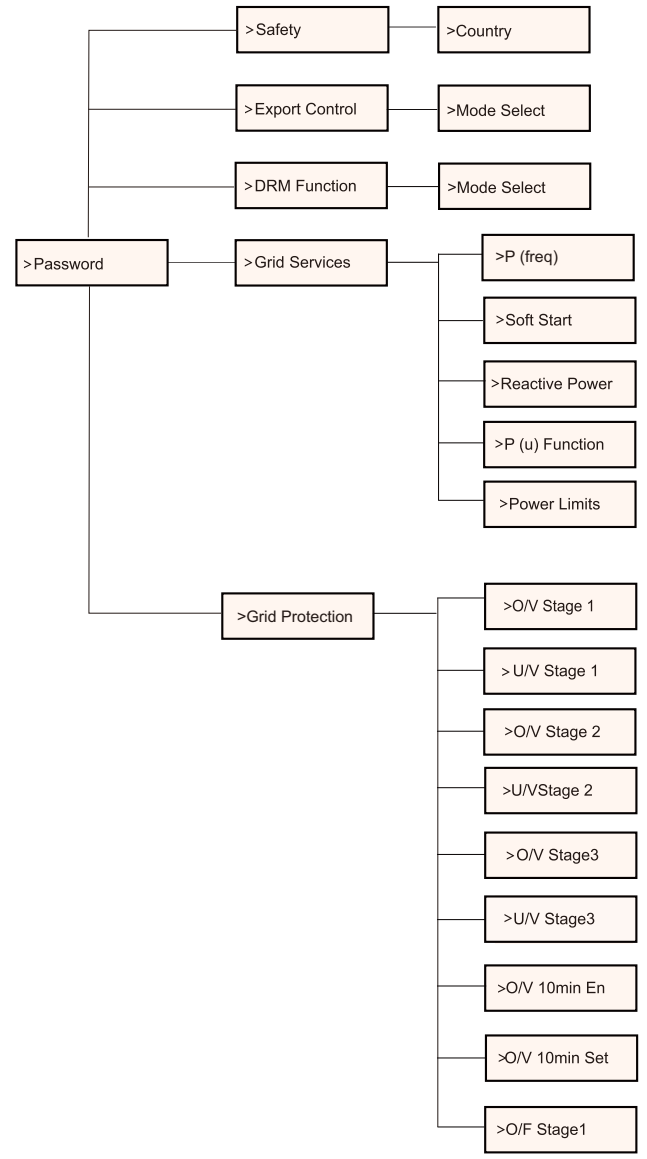 >Safety
>Country
>Export Control
>Mode Select
>DRM Function
>Mode Select
>Password
>Grid Services
>P (freq)
>Soft Start
>Reactive Power
>P (u) Function
>Power Limits
>Grid Protection
>O/V Stage 1
> U/V Stage 1
>O/V Stage 2
>U/VStage 2
>O/V Stage3
>U/V Stage3
>O/V 10min En
>O/V 10min Set
>O/F Stage1